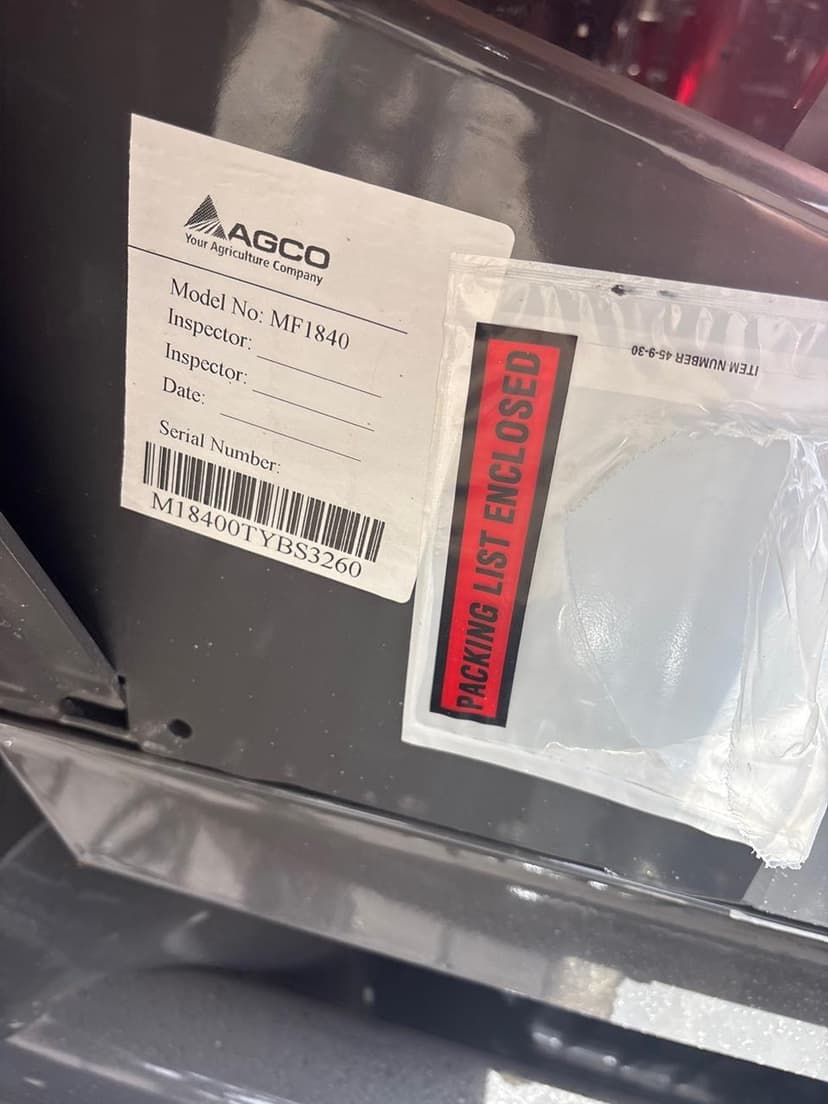 AGCO
Your Agriculture Company
Model No: MF1840
Inspector:
Inspector:
Date:
Serial Number:
M18400TYBS3260
PACKING LIST ENCLOSED
ITEM NUMBER 45-9-30